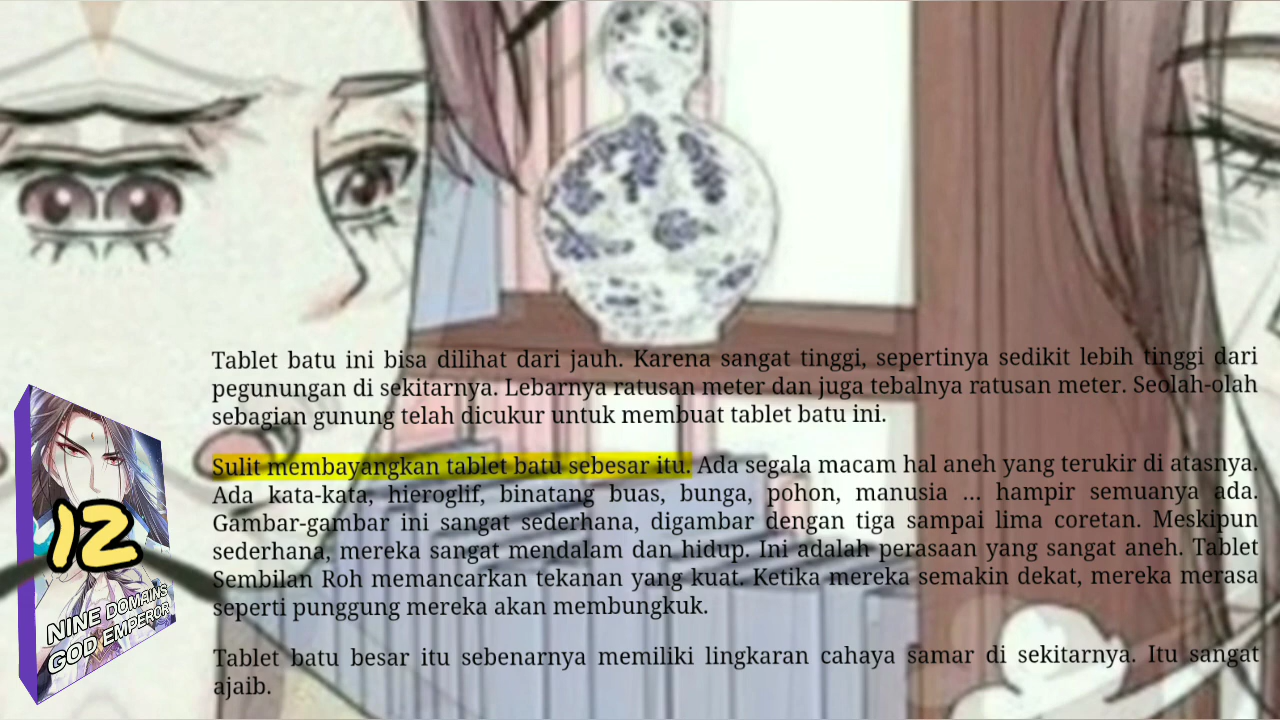 Tablet batu ini bisa dilihat dari jauh. Karena sangat tinggi, sepertinya sedikit lebih tinggi dari
pegunungan di sekitarnya. Lebarnya ratusan meter dan juga tebalnya ratusan meter. Seolah-olah
sebagian gunung telah dicukur untuk membuat tablet batu ini.
Sulit membayangkan tablet batu sebesar itu. Ada segala macam hal aneh yang terukir di atasnya.
Ada kata-kata, hieroglif, binatang buas, bunga, pohon, manusia ... hampir semuanya ada.
Gambar-gambar ini sangat sederhana, digambar dengan tiga sampai lima coretan. Meskipun
sederhana, mereka sangat mendalam dan hidup. Ini adalah perasaan yang sangat aneh. Tablet
Sembilan Roh memancarkan tekanan yang kuat. Ketika mereka semakin dekat, mereka merasa
seperti punggung mereka akan membungkuk.
Tablet batu besar itu sebenarnya memiliki lingkaran cahaya samar di sekitarnya. Itu sangat
ajaib.
12
NINE DOMAINS
GOD EMPEROR